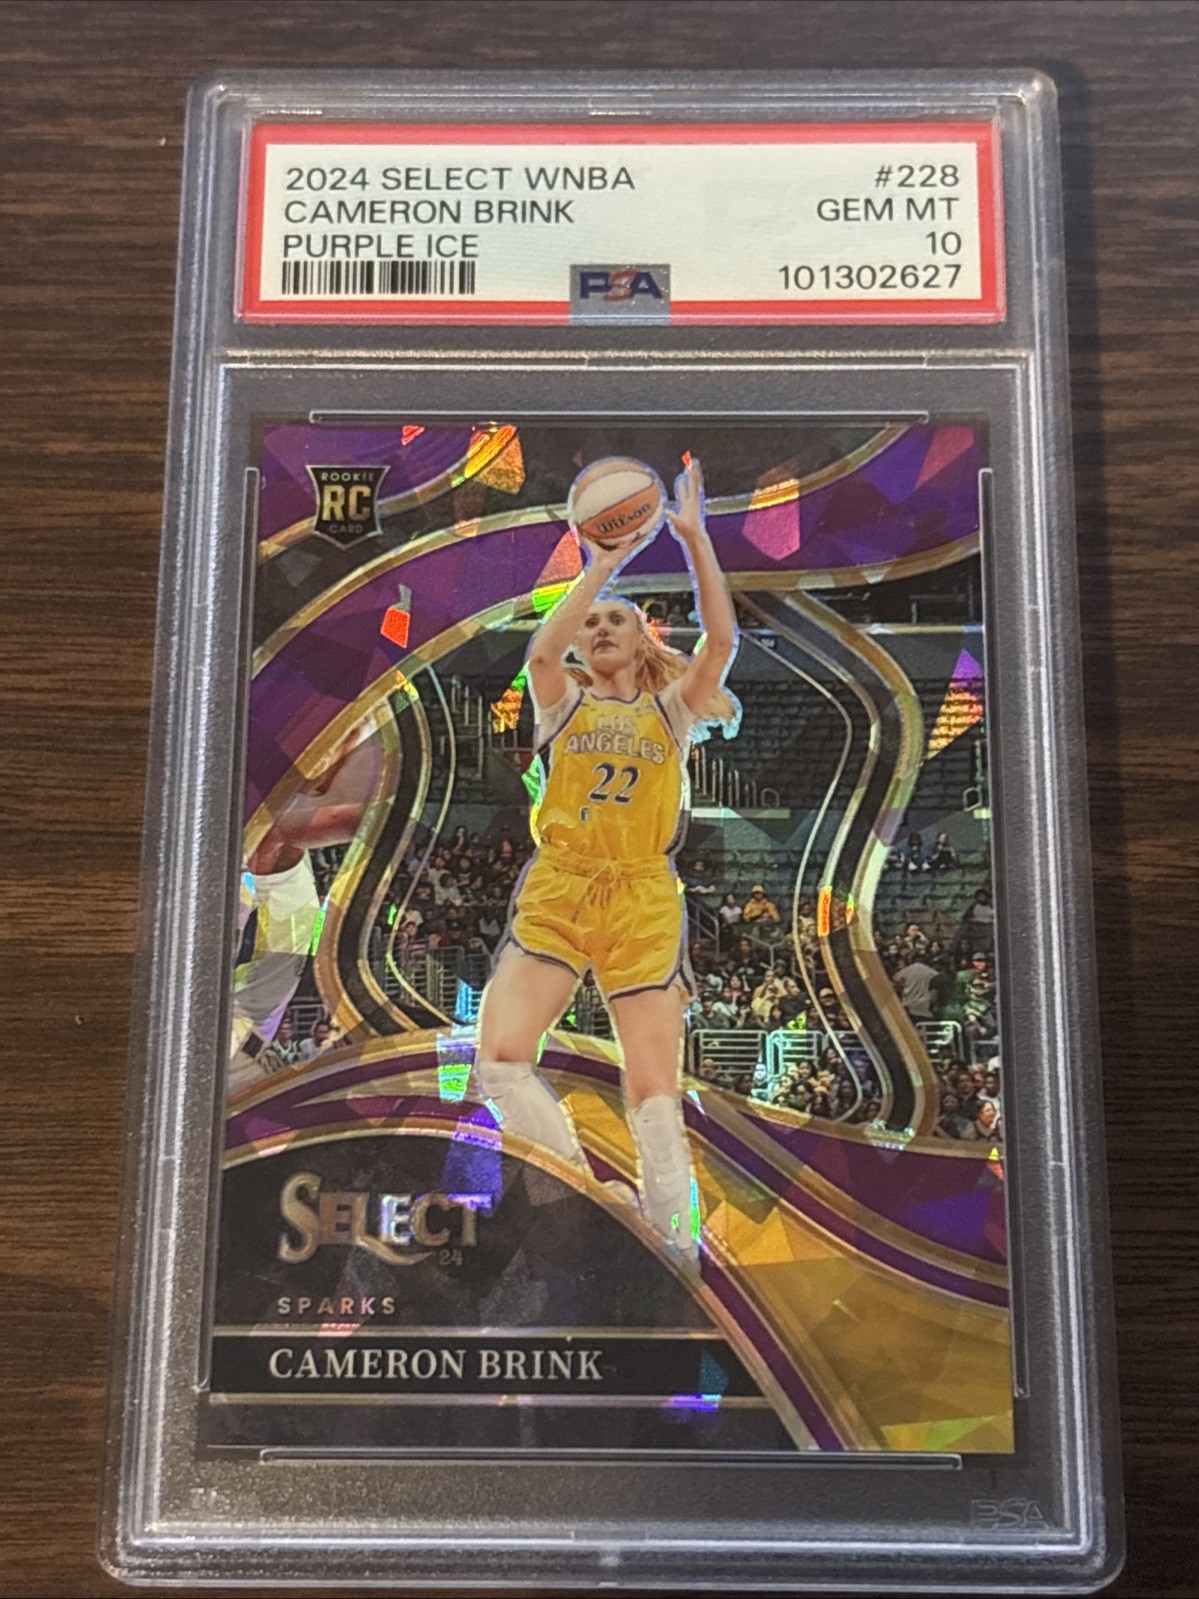 2024 SELECT WNBA #228
CAMERON BRINK GEM MT
PURPLE ICE 10
PSA 101302627
ROOKIE
RC
CARD
Wilson
LOS
ANGELES
22
SELECT
24
SPARKS
CAMERON BRINK
PSA